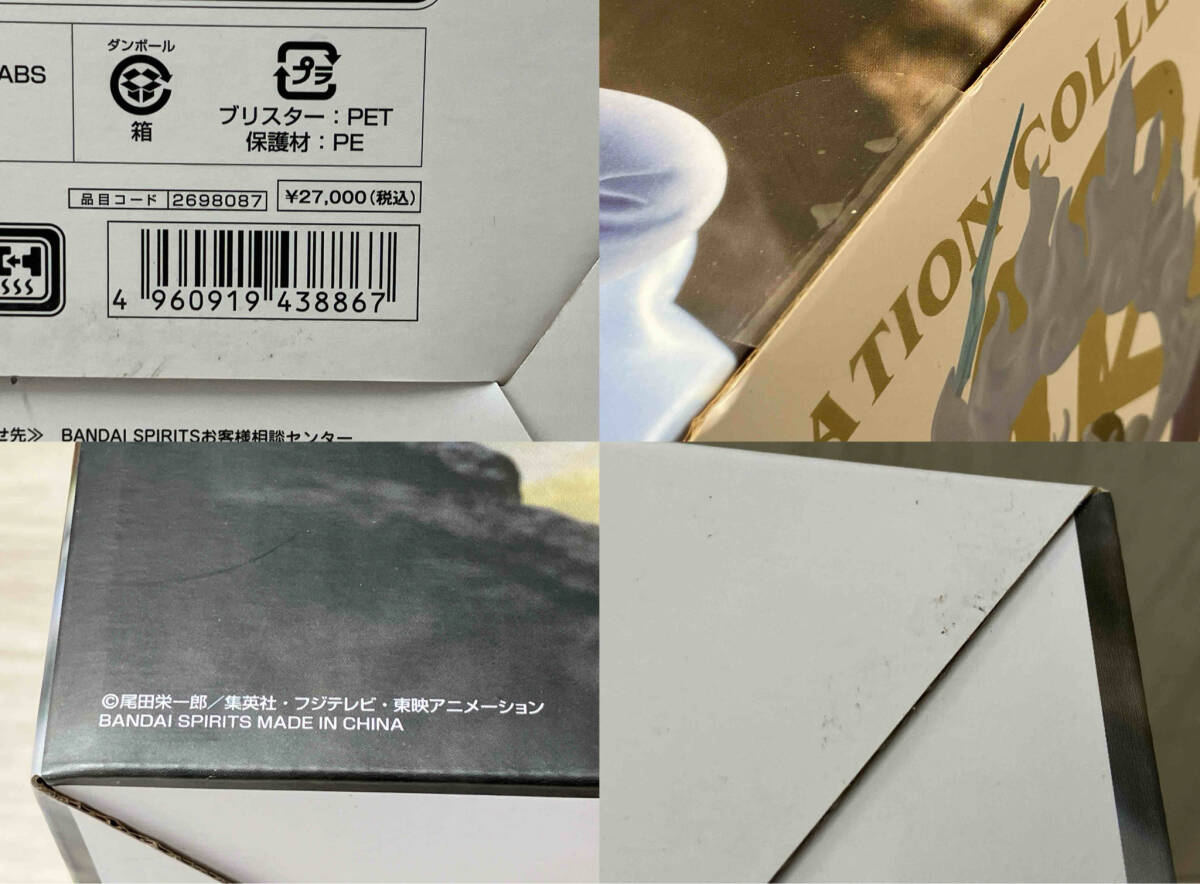 ABS
ダンボール
箱
プラ
ブリスター：PET
保護材：PE
品目コード 2698087 ¥27,000(税込)
4 960919 438867
せ先≫ BANDAI SPIRITSお客様相談センター
ATION COLLE
©尾田栄一郎／集英社・フジテレビ・東映アニメーション
BANDAI SPIRITS MADE IN CHINA